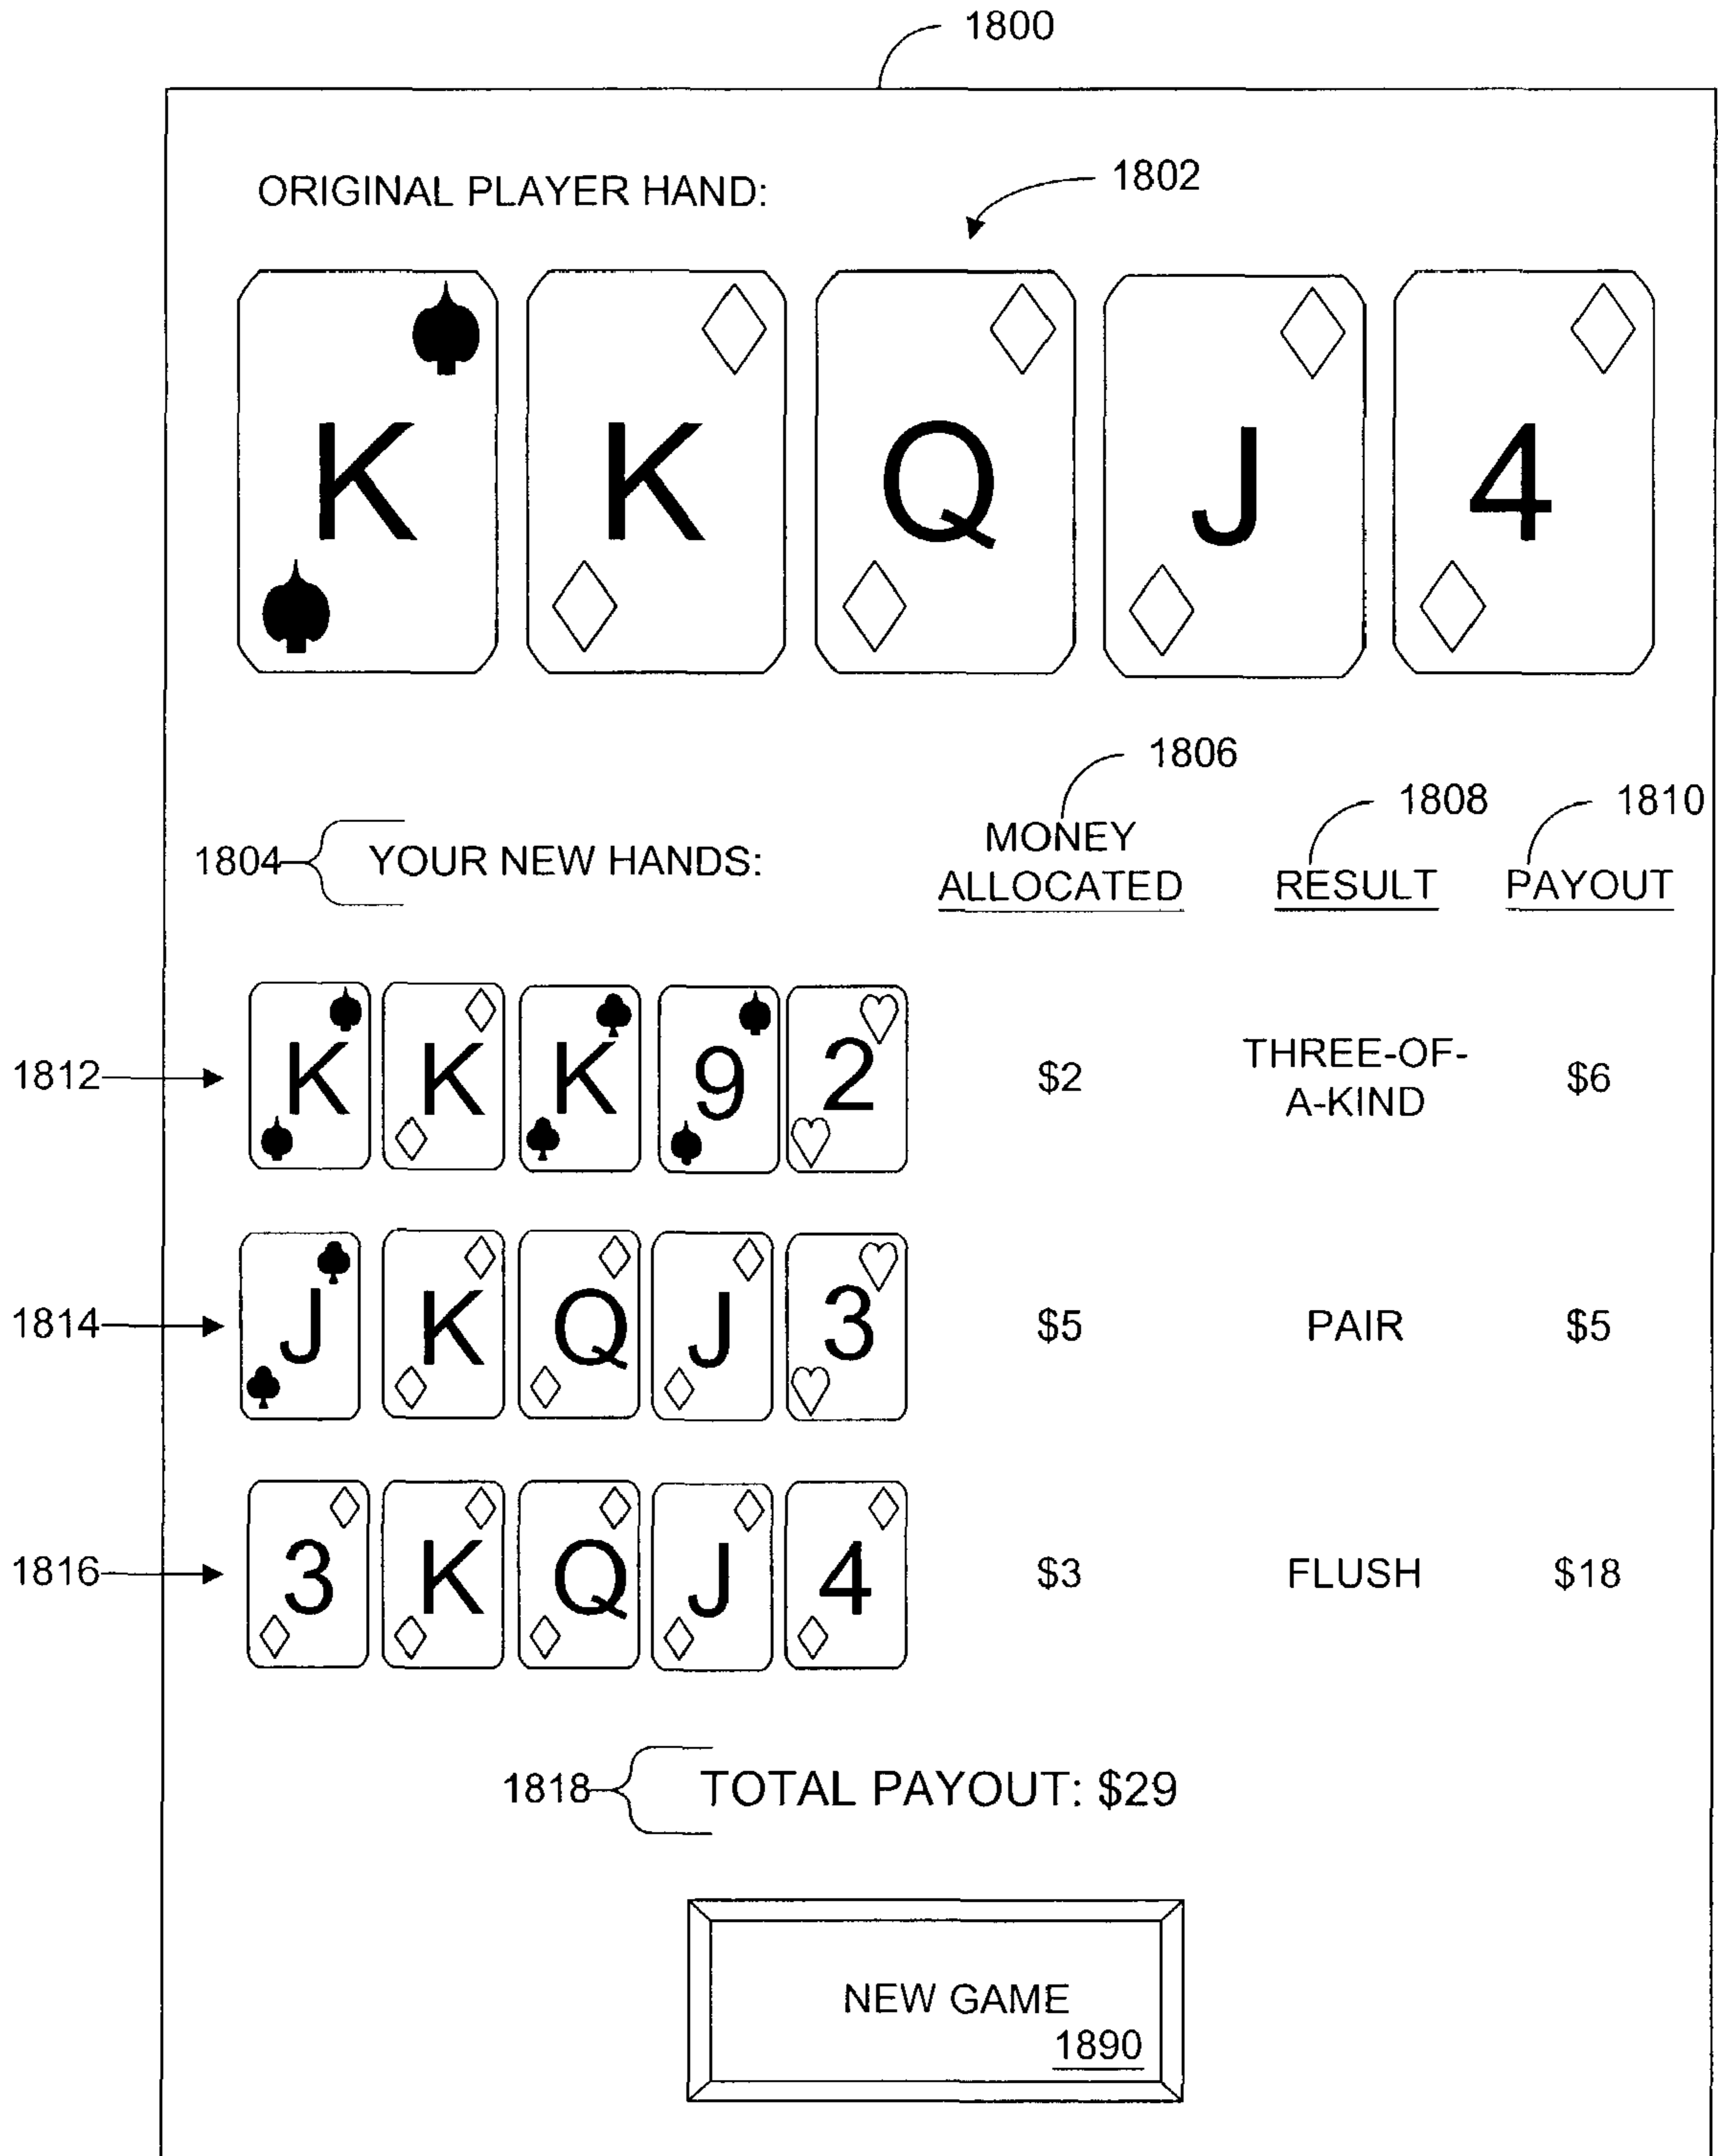 1800
ORIGINAL PLAYER HAND:
1802
K K Q J 4
1806
1808
1810
1804
YOUR NEW HANDS:
MONEY
ALLOCATED
RESULT
PAYOUT
1812
K K K 9 2
$2
THREE-OF-
A-KIND
$6
1814
J K Q J 3
$5
PAIR
$5
1816
3 K Q J 4
$3
FLUSH
$18
1818
TOTAL PAYOUT: $29
NEW GAME
1890